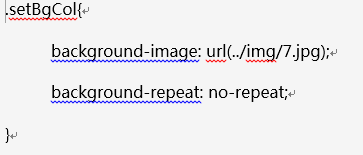 .setBgCol{
background-image: url(../img/7.jpg);
background-repeat: no-repeat;
}